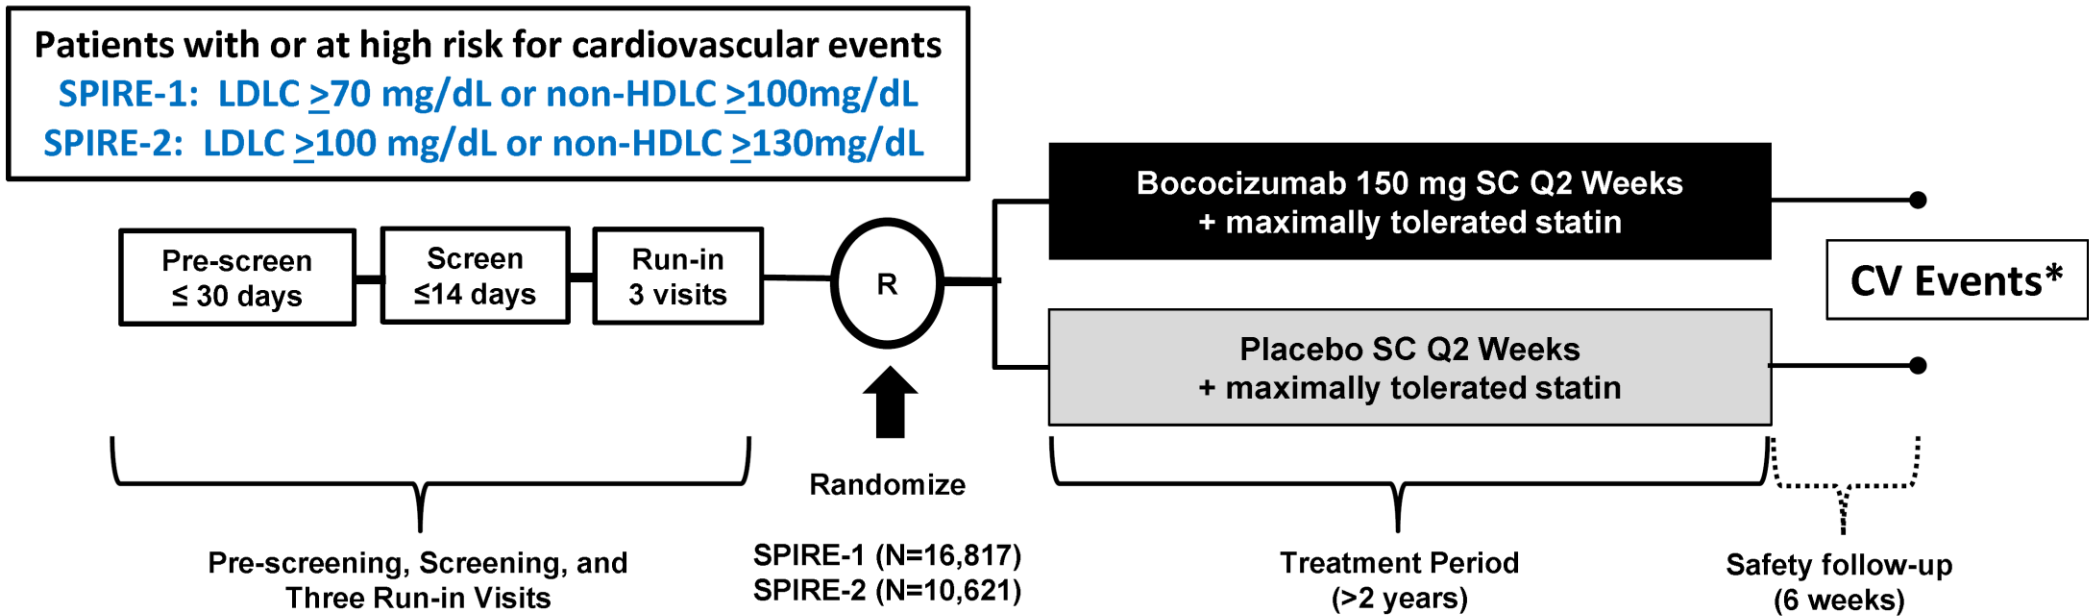 Patients with or at high risk for cardiovascular events
SPIRE-1: LDLC ≥70 mg/dL or non-HDLC ≥100mg/dL
SPIRE-2: LDLC ≥100 mg/dL or non-HDLC ≥130mg/dL
Pre-screen
≤ 30 days
Screen
≤14 days
Run-in
3 visits
R
Bococizumab 150 mg SC Q2 Weeks
+ maximally tolerated statin
Placebo SC Q2 Weeks
+ maximally tolerated statin
CV Events*
Pre-screening, Screening, and
Three Run-in Visits
Randomize
SPIRE-1 (N=16,817)
SPIRE-2 (N=10,621)
Treatment Period
(>2 years)
Safety follow-up
(6 weeks)